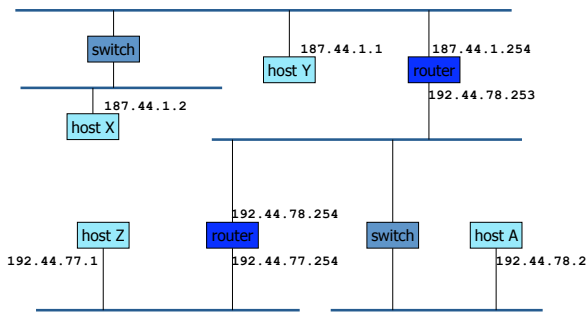 switch
187.44.1.1
187.44.1.254
host Y
router
192.44.78.253
187.44.1.2
host X
192.44.78.254
host Z
router
switch
host A
192.44.77.1
192.44.77.254
192.44.78.2